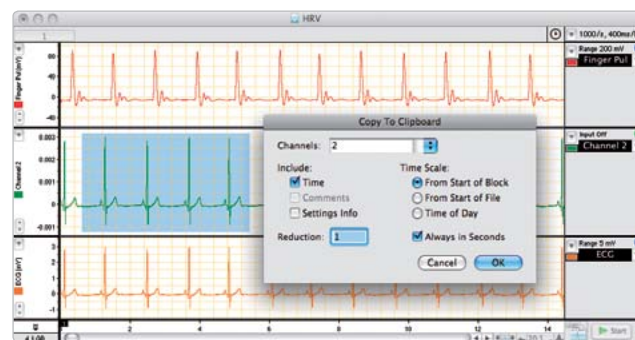 HRV
1
1000/s, 400ms/
Range 200 mV
Finger Pul
Finger Pul (mV)
80
40
0
-40
Copy To Clipboard
Channels: 2
Include:
Time
Comments
Settings Info
Reduction: 1
Time Scale:
From Start of Block
From Start of File
Time of Day
Always in Seconds
Cancel
OK
Input Off
Channel 2
Channel 2
0.003
0.002
0.001
0
-0.001
Range 5 mV
ECG
ECG (mV)
3
2
1
0
-1
2
4
6
8
10
12
14
10:1
Start